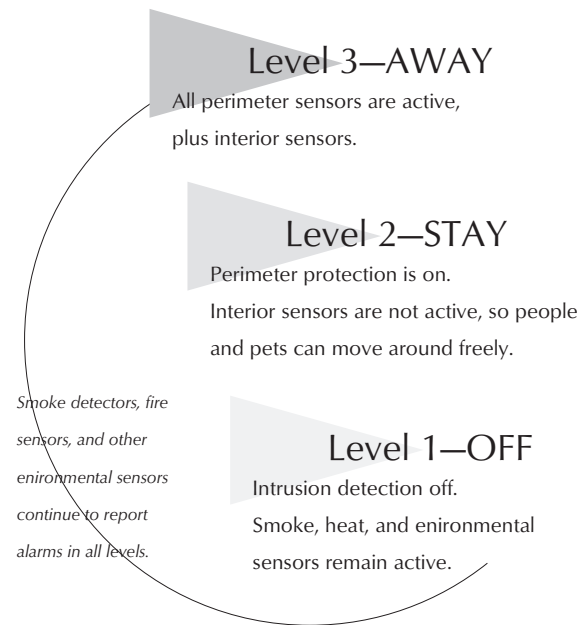 Level 3—AWAY
All perimeter sensors are active,
plus interior sensors.
Level 2—STAY
Perimeter protection is on.
Interior sensors are not active, so people
and pets can move around freely.
Smoke detectors, fire
sensors, and other
enironmental sensors
continue to report
alarms in all levels.
Level 1—OFF
Intrusion detection off.
Smoke, heat, and enironmental
sensors remain active.